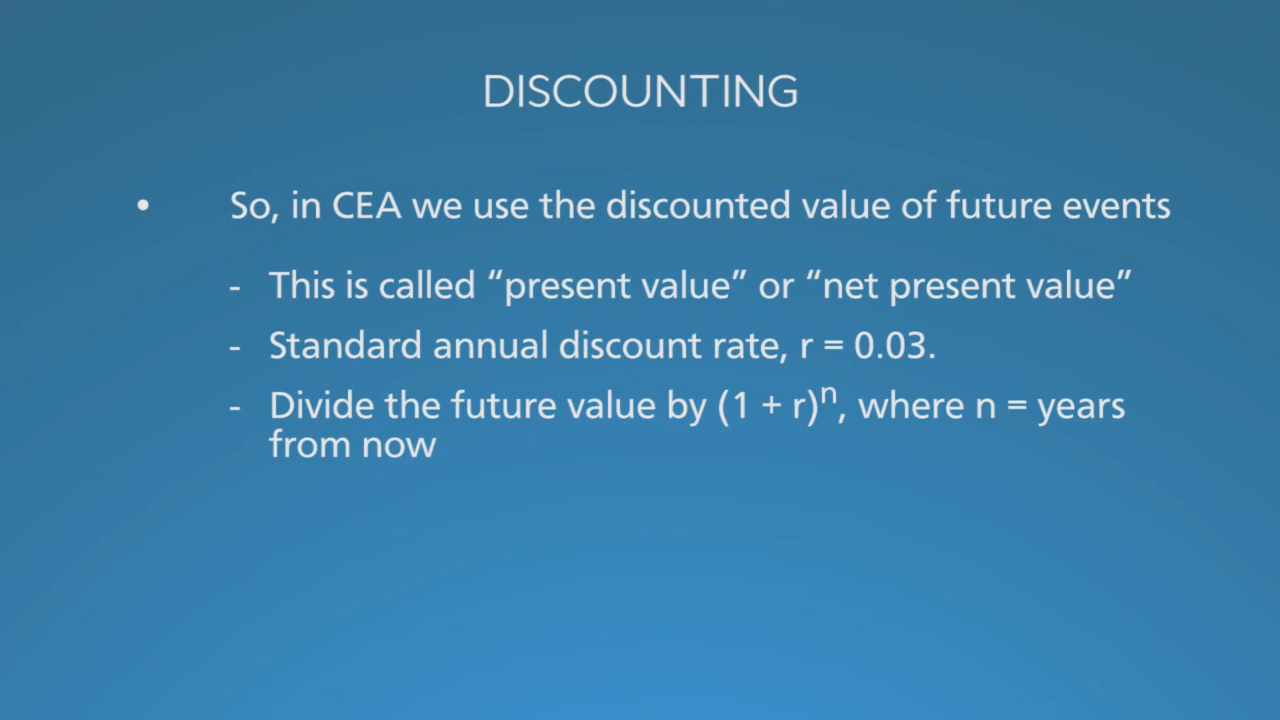 DISCOUNTING
• So, in CEA we use the discounted value of future events
- This is called “present value” or “net present value”
- Standard annual discount rate, r = 0.03.
- Divide the future value by (1 + r)ⁿ, where n = years
from now